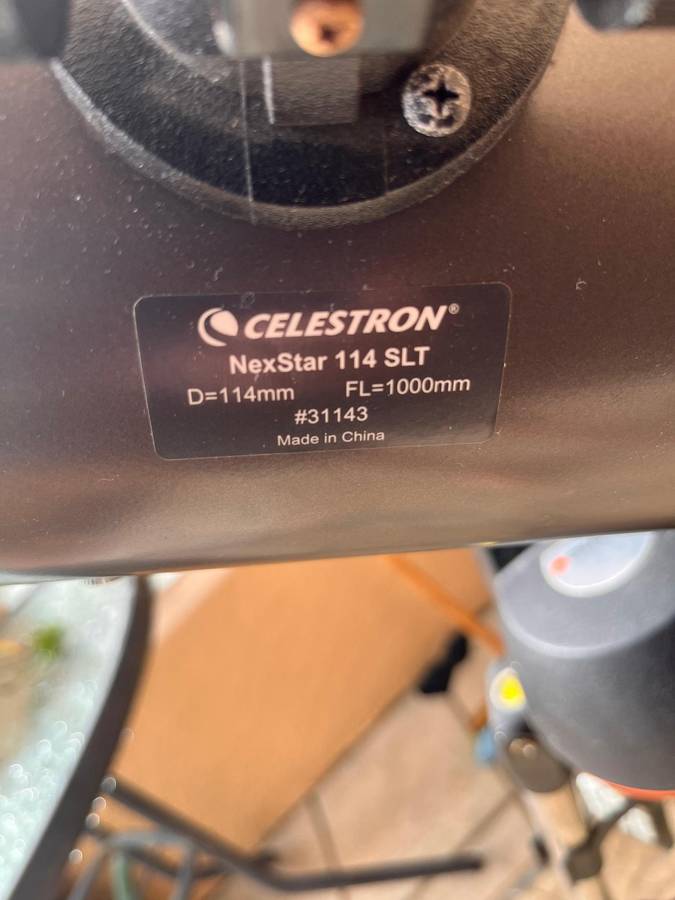 CELESTRON®
NexStar 114 SLT
D=114mm FL=1000mm
#31143
Made in China